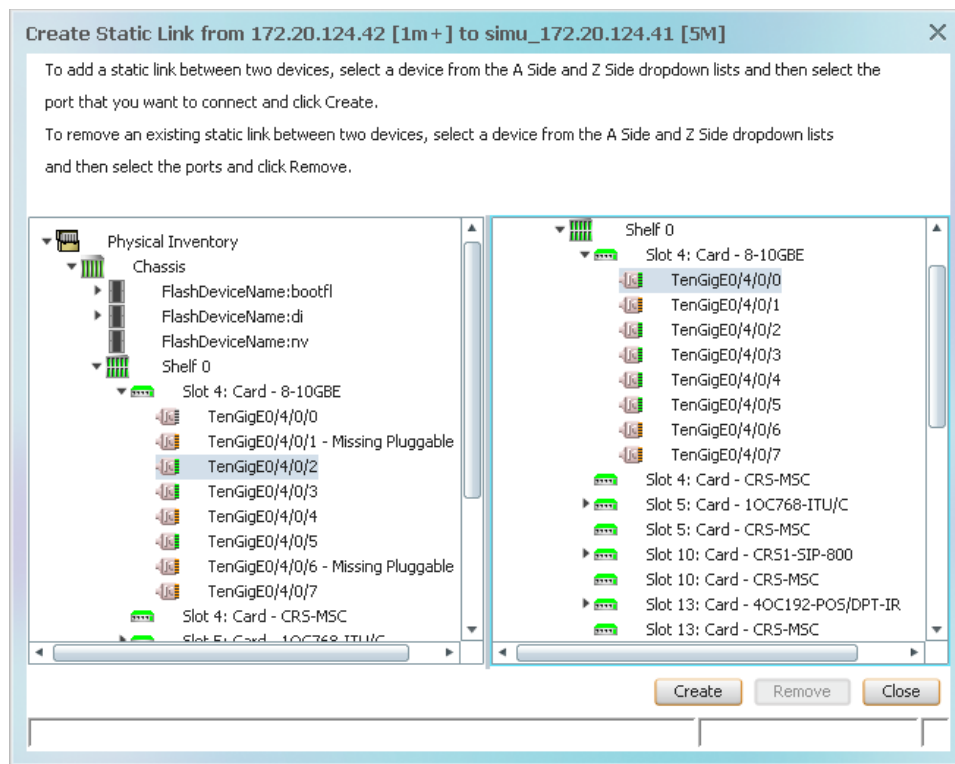 Create Static Link from 172.20.124.42 [1m+] to simu_172.20.124.41 [5M]
To add a static link between two devices, select a device from the A Side and Z Side dropdown lists and then select the
port that you want to connect and click Create.
To remove an existing static link between two devices, select a device from the A Side and Z Side dropdown lists
and then select the ports and click Remove.
Physical Inventory
Chassis
FlashDeviceName:bootfl
FlashDeviceName:di
FlashDeviceName:nv
Shelf 0
Slot 4: Card - 8-10GBE
TenGigE0/4/0/0
TenGigE0/4/0/1 - Missing Pluggable
TenGigE0/4/0/2
TenGigE0/4/0/3
TenGigE0/4/0/4
TenGigE0/4/0/5
TenGigE0/4/0/6 - Missing Pluggable
TenGigE0/4/0/7
Slot 4: Card - CRS-MSC
Slot 5: Card - 1OC768-ITU/C
Shelf 0
Slot 4: Card - 8-10GBE
TenGigE0/4/0/0
TenGigE0/4/0/1
TenGigE0/4/0/2
TenGigE0/4/0/3
TenGigE0/4/0/4
TenGigE0/4/0/5
TenGigE0/4/0/6
TenGigE0/4/0/7
Slot 4: Card - CRS-MSC
Slot 5: Card - 1OC768-ITU/C
Slot 5: Card - CRS-MSC
Slot 10: Card - CRS1-SIP-800
Slot 10: Card - CRS-MSC
Slot 13: Card - 4OC192-POS/DPT-IR
Slot 13: Card - CRS-MSC
Create
Remove
Close